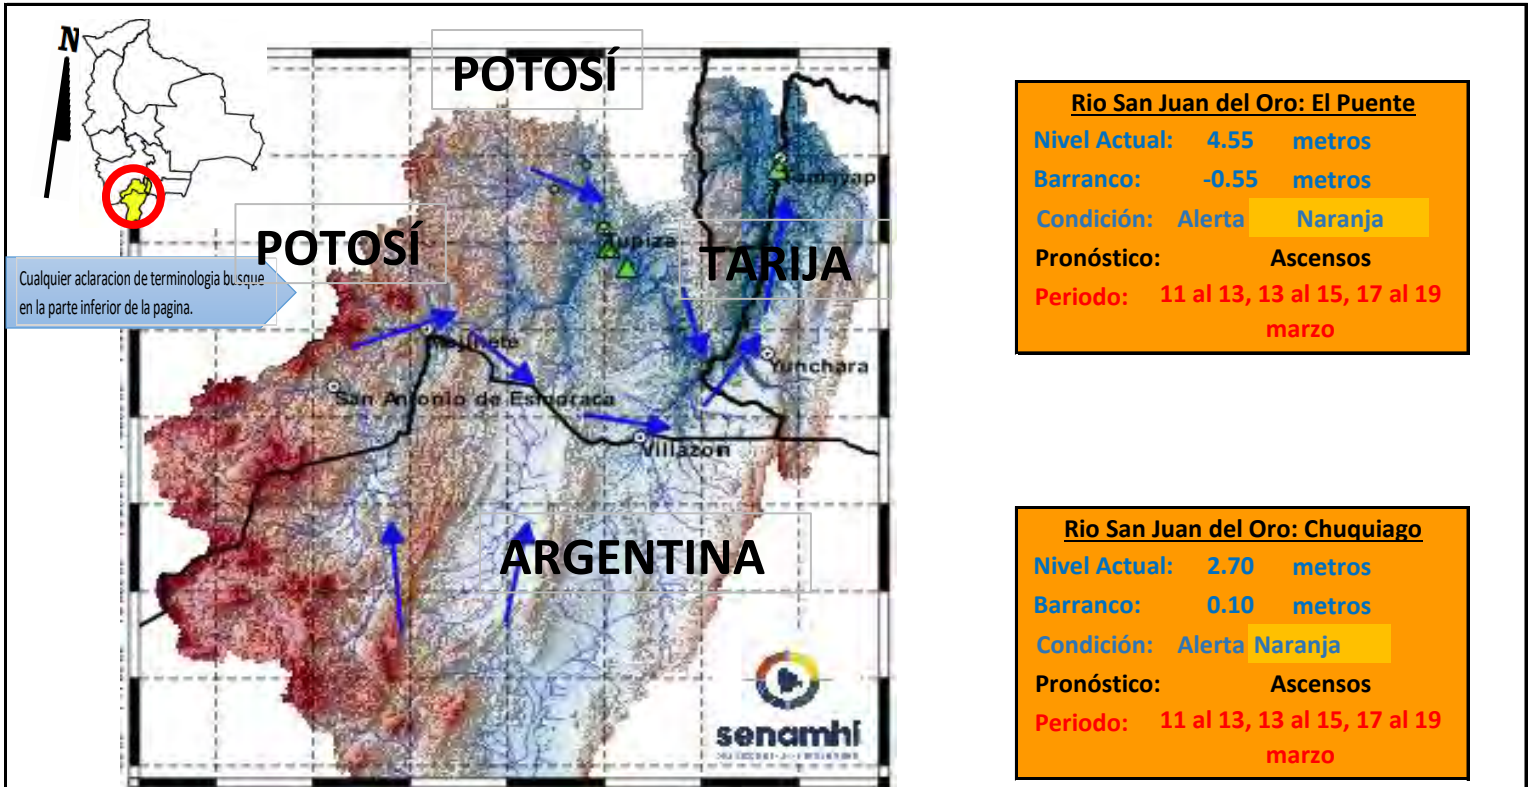 N
POTOSÍ
POTOSÍ
TARIJA
ARGENTINA
Cualquier aclaracion de terminologia busque
en la parte inferior de la pagina.
Tupiza
Yunchara
San Antonio de Esmoraca
Villazon
senamhi
Rio San Juan del Oro: El Puente
Nivel Actual: 4.55 metros
Barranco: -0.55 metros
Condición: Alerta Naranja
Pronóstico: Ascensos
Periodo: 11 al 13, 13 al 15, 17 al 19
marzo
Rio San Juan del Oro: Chuquiago
Nivel Actual: 2.70 metros
Barranco: 0.10 metros
Condición: Alerta Naranja
Pronóstico: Ascensos
Periodo: 11 al 13, 13 al 15, 17 al 19
marzo